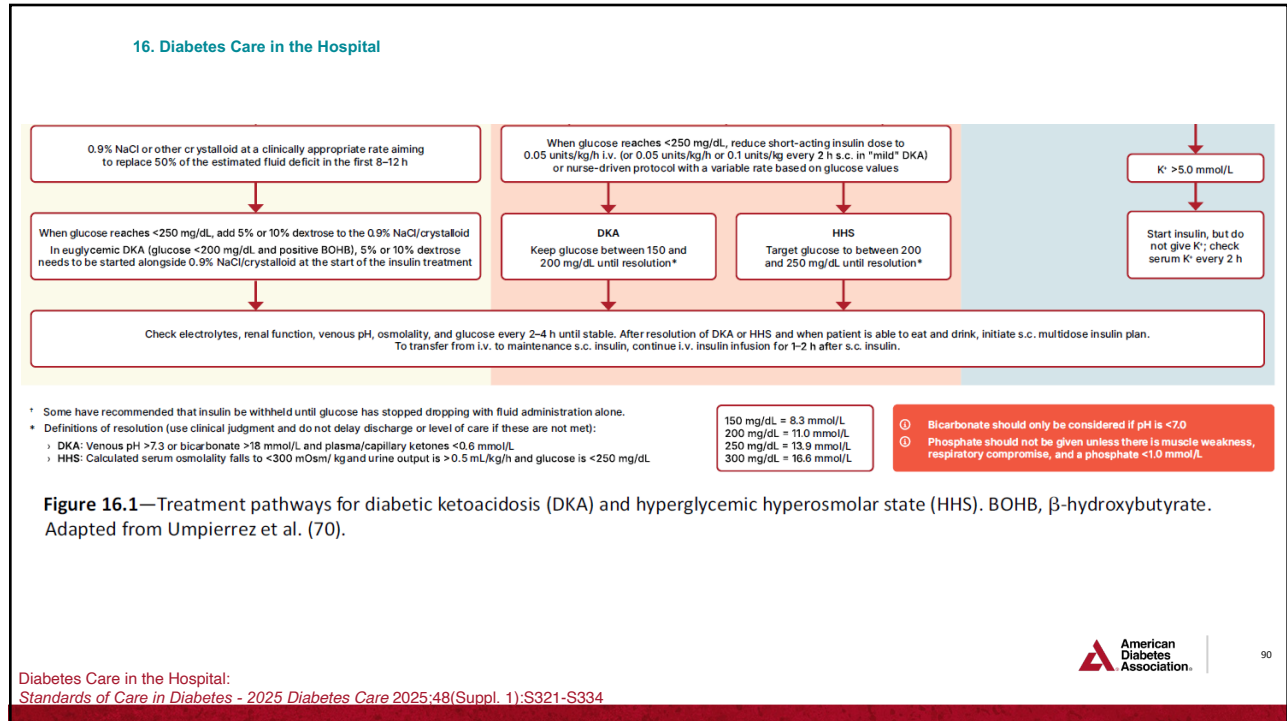 16. Diabetes Care in the Hospital
0.9% NaCl or other crystalloid at a clinically appropriate rate aiming
to replace 50% of the estimated fluid deficit in the first 8–12 h
When glucose reaches <250 mg/dL, reduce short-acting insulin dose to
0.05 units/kg/h i.v. (or 0.05 units/kg/h or 0.1 units/kg every 2 h s.c. in "mild" DKA)
or nurse-driven protocol with a variable rate based on glucose values
K⁺ >5.0 mmol/L
When glucose reaches <250 mg/dL, add 5% or 10% dextrose to the 0.9% NaCl/crystalloid
In euglycemic DKA (glucose <200 mg/dL and positive BOHB), 5% or 10% dextrose
needs to be started alongside 0.9% NaCl/crystalloid at the start of the insulin treatment
DKA
Keep glucose between 150 and
200 mg/dL until resolution*
HHS
Target glucose to between 200
and 250 mg/dL until resolution*
Start insulin, but do
not give K⁺; check
serum K⁺ every 2 h
Check electrolytes, renal function, venous pH, osmolality, and glucose every 2–4 h until stable. After resolution of DKA or HHS and when patient is able to eat and drink, initiate s.c. multidose insulin plan.
To transfer from i.v. to maintenance s.c. insulin, continue i.v. insulin infusion for 1–2 h after s.c. insulin.
† Some have recommended that insulin be withheld until glucose has stopped dropping with fluid administration alone.
* Definitions of resolution (use clinical judgment and do not delay discharge or level of care if these are not met):
› DKA: Venous pH >7.3 or bicarbonate >18 mmol/L and plasma/capillary ketones <0.6 mmol/L
› HHS: Calculated serum osmolality falls to <300 mOsm/ kg and urine output is >0.5 mL/kg/h and glucose is <250 mg/dL
150 mg/dL = 8.3 mmol/L
200 mg/dL = 11.0 mmol/L
250 mg/dL = 13.9 mmol/L
300 mg/dL = 16.6 mmol/L
Bicarbonate should only be considered if pH is <7.0
Phosphate should not be given unless there is muscle weakness,
respiratory compromise, and a phosphate <1.0 mmol/L
Figure 16.1—Treatment pathways for diabetic ketoacidosis (DKA) and hyperglycemic hyperosmolar state (HHS). BOHB, β-hydroxybutyrate.
Adapted from Umpierrez et al. (70).
American
Diabetes
Association.
90
Diabetes Care in the Hospital:
Standards of Care in Diabetes - 2025 Diabetes Care 2025;48(Suppl. 1):S321-S334